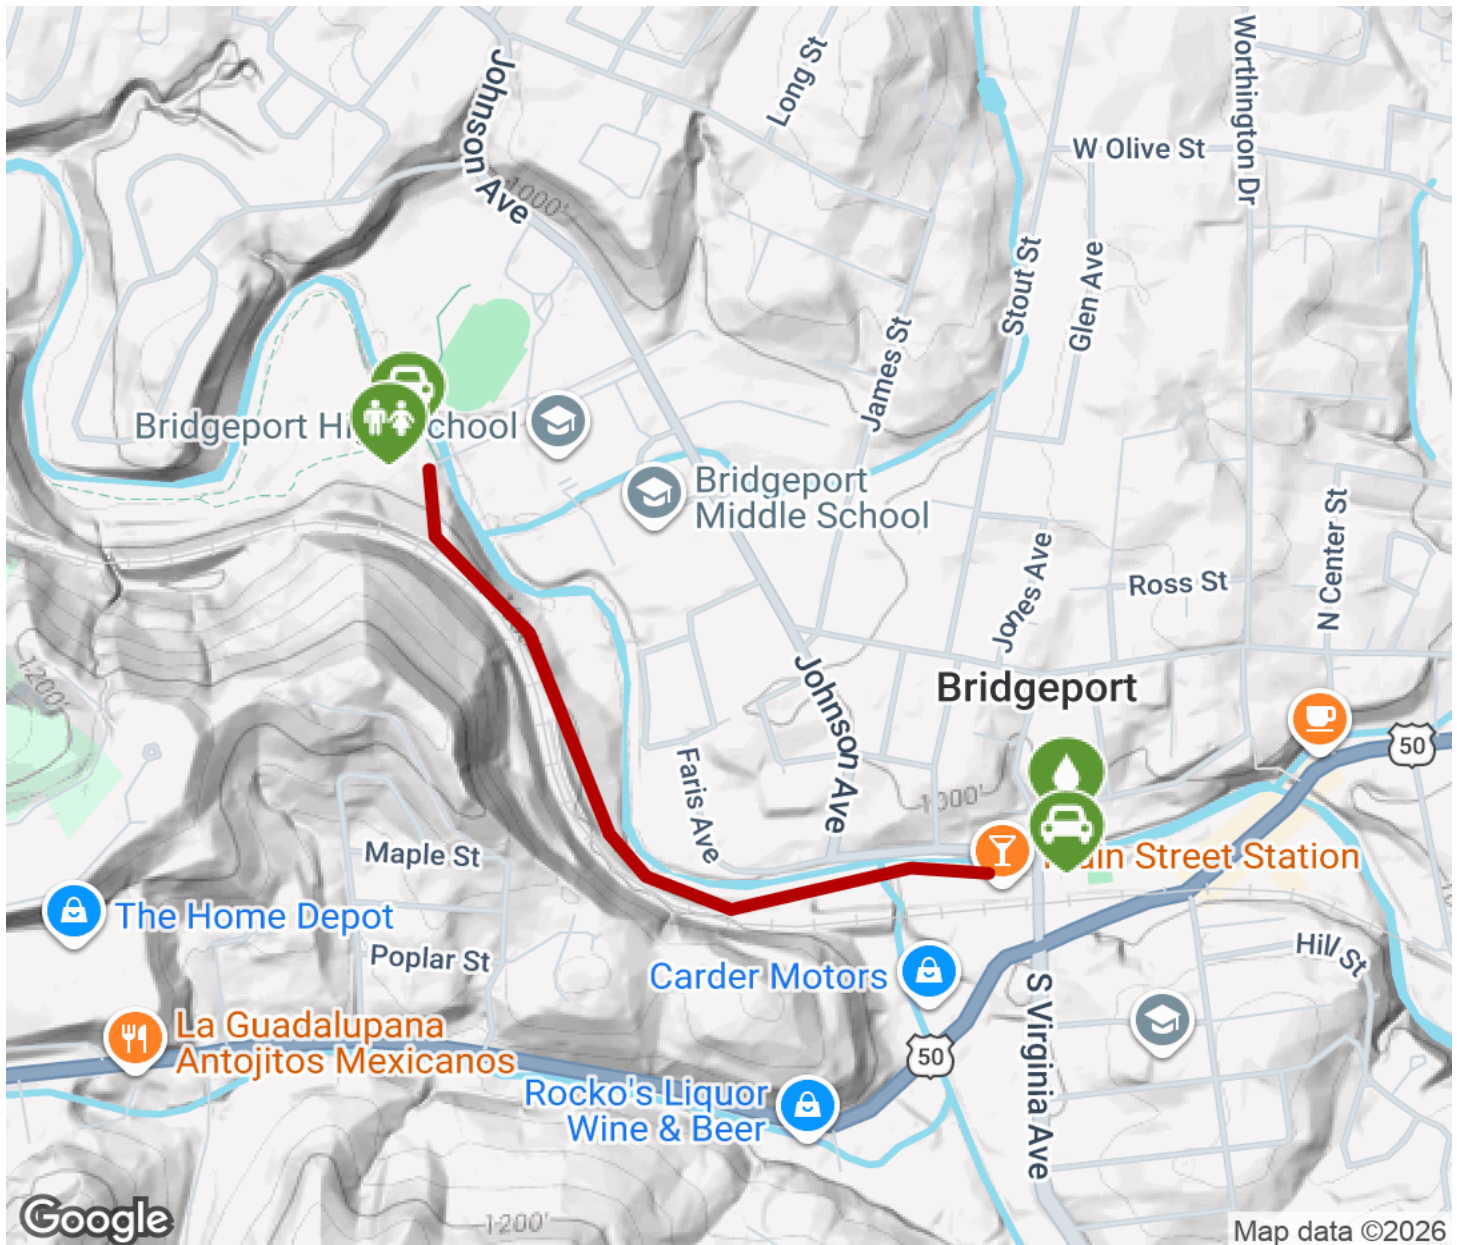 Johnson Ave
Long St
Worthington Dr
W Olive St
1000'
Stout St
Glen Ave
James St
Bridgeport Hi
chool
Bridgeport
Middle School
N Center St
Jones Ave
Ross St
1200'
Johnson Ave
Bridgeport
50
Faris Ave
1000'
Maple St
Main Street Station
The Home Depot
Poplar St
Hill St
Carder Motors
S Virginia Ave
La Guadalupana
Antojitos Mexicanos
50
Rocko's Liquor
Wine & Beer
Google
1200'
Map data ©2026